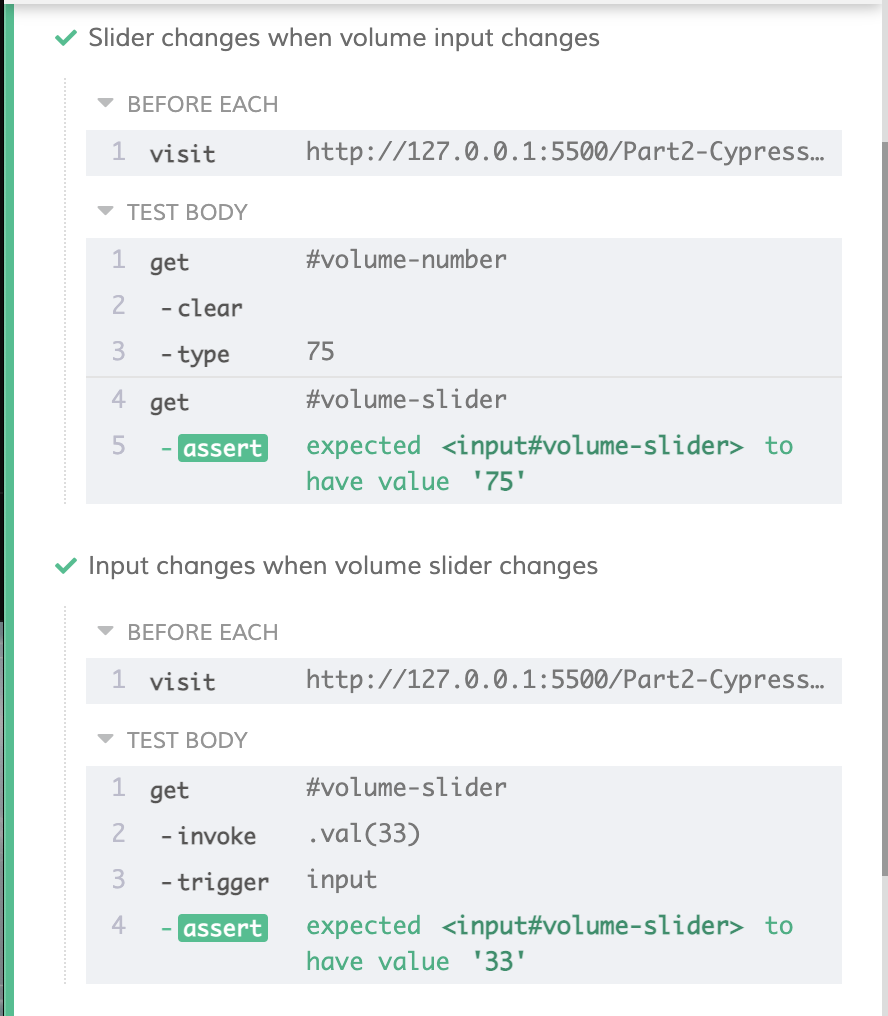 Slider changes when volume input changes
BEFORE EACH
1 visit http://127.0.0.1:5500/Part2-Cypress…
TEST BODY
1 get #volume-number
2 -clear
3 -type 75
4 get #volume-slider
5 -assert expected <input#volume-slider> to
have value '75'
Input changes when volume slider changes
BEFORE EACH
1 visit http://127.0.0.1:5500/Part2-Cypress…
TEST BODY
1 get #volume-slider
2 -invoke .val(33)
3 -trigger input
4 -assert expected <input#volume-slider> to
have value '33'